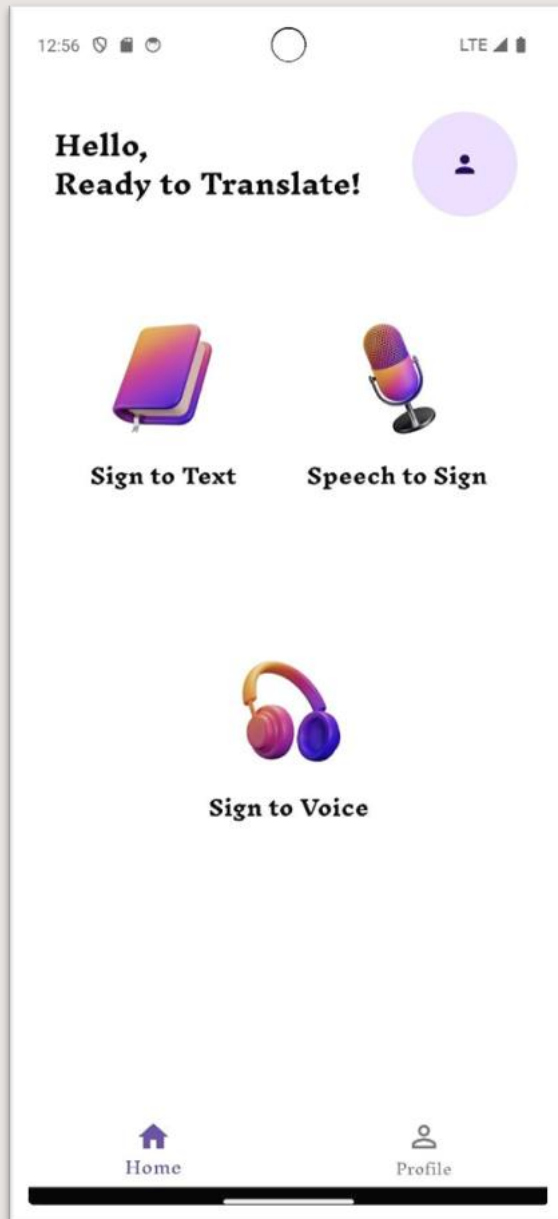 12:56 LTE
Hello,
Ready to Translate!
Sign to Text
Speech to Sign
Sign to Voice
Home
Profile